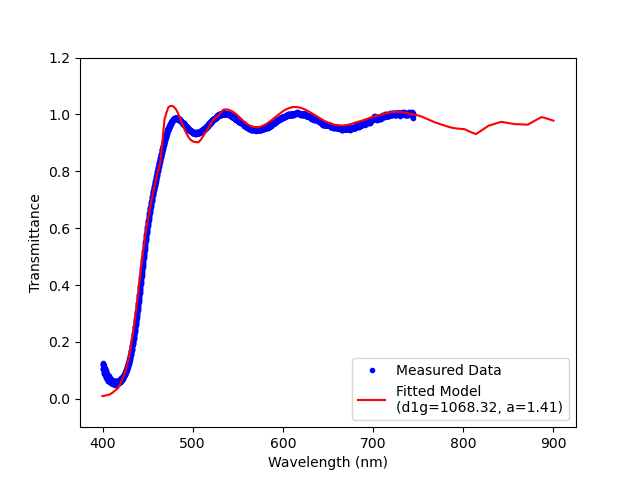 1.2
1.0
0.8
0.6
0.4
0.2
0.0
Transmittance
Measured Data
Fitted Model
(d1g=1068.32, a=1.41)
400 500 600 700 800 900
Wavelength (nm)